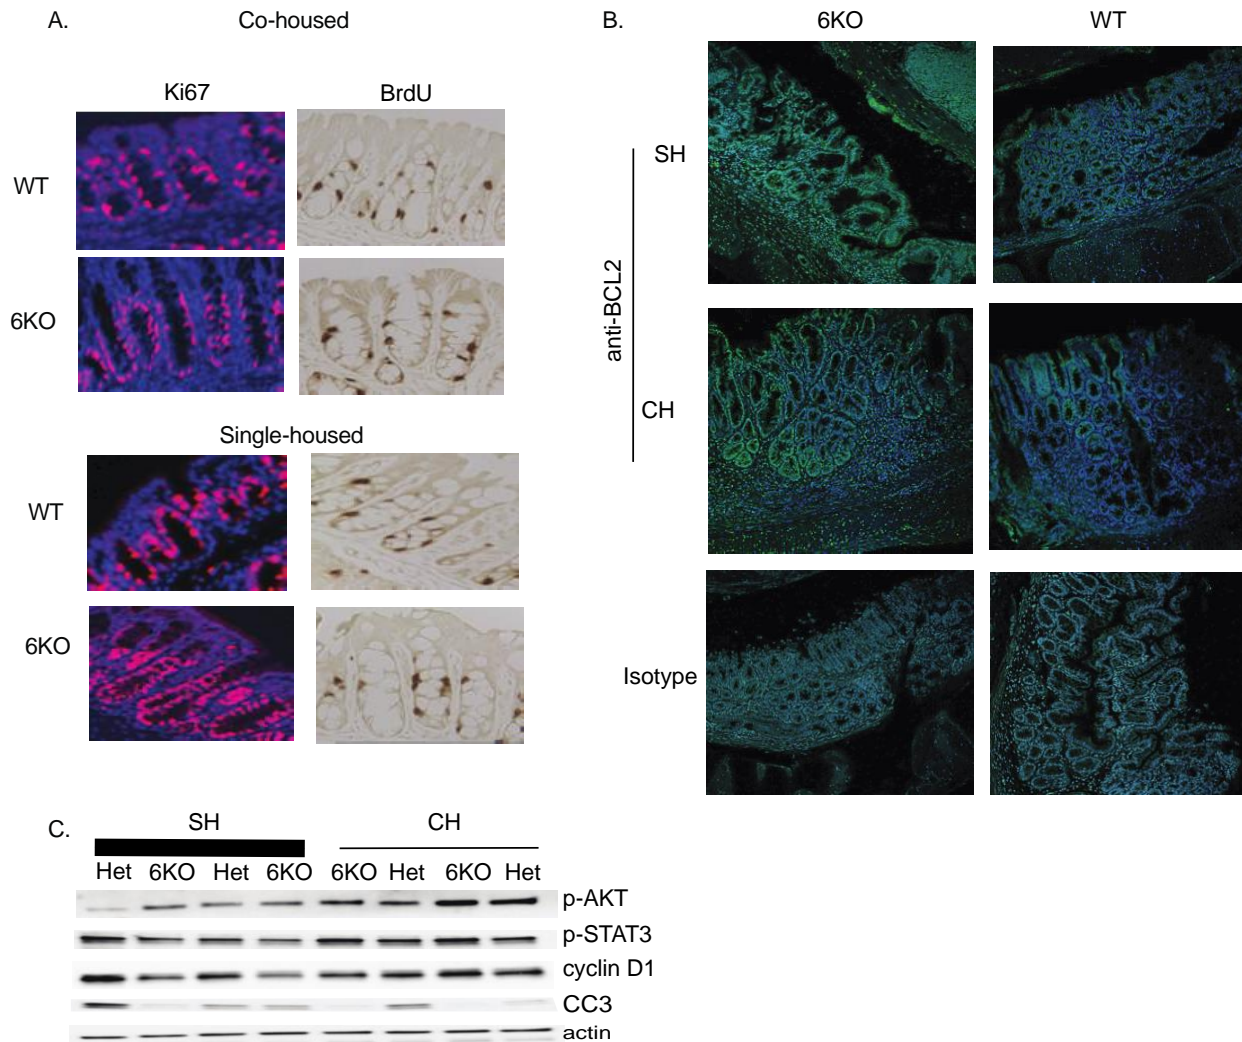 A.
Co-housed
Ki67
BrdU
WT
6KO
Single-housed
WT
6KO
B.
6KO
WT
anti-BCL2
SH
CH
Isotype
C.
SH
CH
Het 6KO Het 6KO 6KO Het 6KO Het
p-AKT
p-STAT3
cyclin D1
CC3
actin